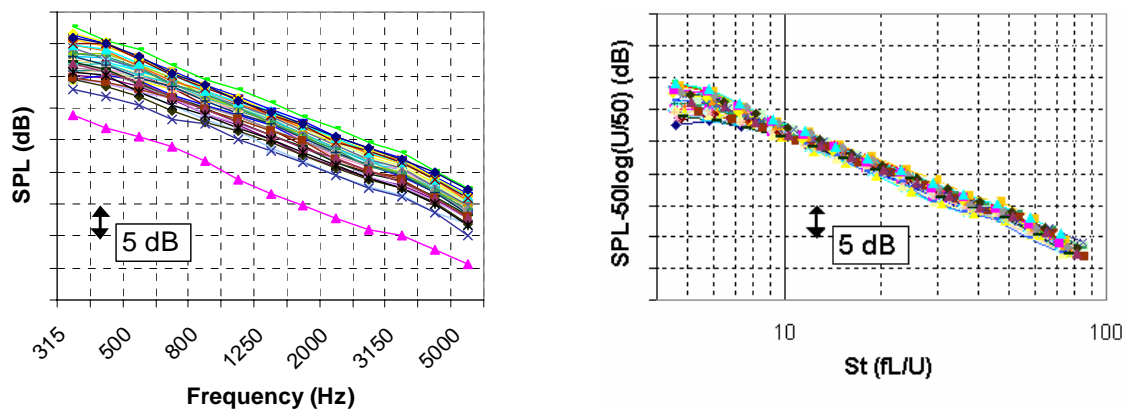 SPL (dB)
5 dB
315
500
800
1250
2000
3150
5000
Frequency (Hz)
SPL-50log(U/50) (dB)
5 dB
10
100
St (fL/U)